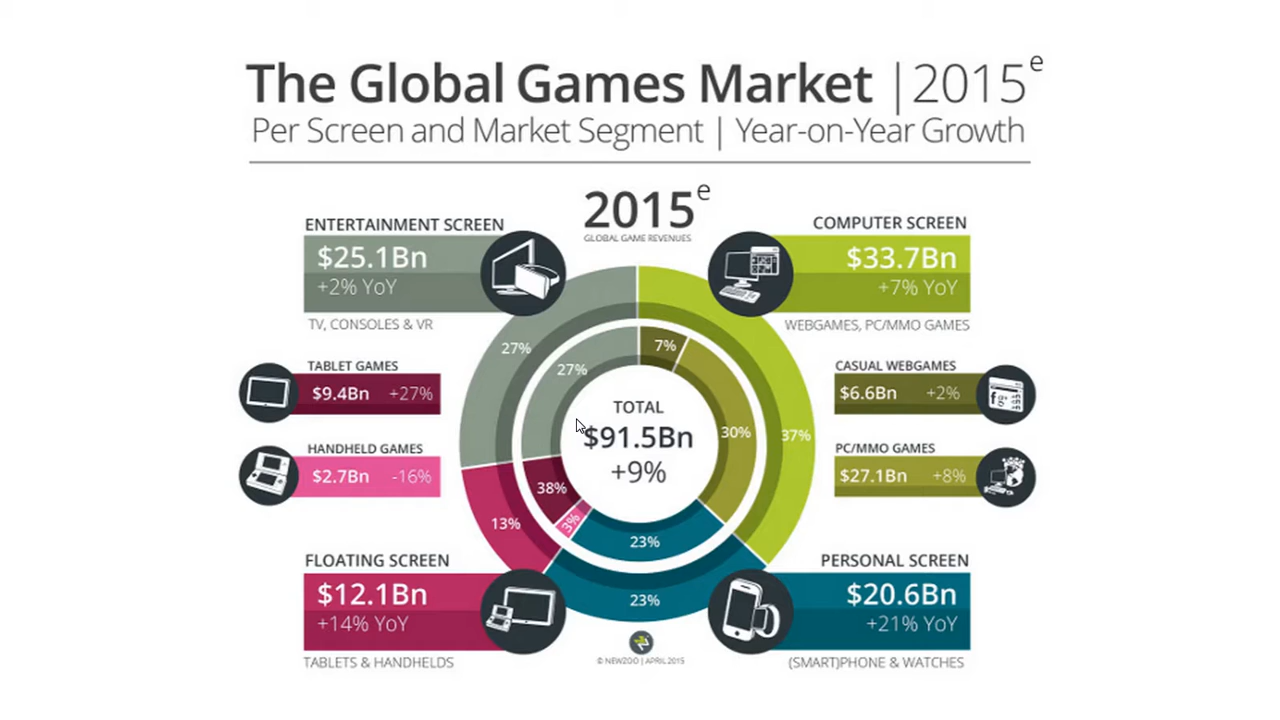 The Global Games Market | 2015e
Per Screen and Market Segment | Year-on-Year Growth
2015e
GLOBAL GAME REVENUES
ENTERTAINMENT SCREEN
$25.1Bn
+2% YoY
TV, CONSOLES & VR
TABLET GAMES
$9.4Bn +27%
HANDHELD GAMES
$2.7Bn -16%
FLOATING SCREEN
$12.1Bn
+14% YoY
TABLETS & HANDHELDS
27%
27%
7%
30%
37%
TOTAL
$91.5Bn
+9%
38%
3%
13%
23%
23%
© NEWZOO | APRIL 2015
COMPUTER SCREEN
$33.7Bn
+7% YoY
WEBGAMES, PC/MMO GAMES
CASUAL WEBGAMES
$6.6Bn +2%
PC/MMO GAMES
$27.1Bn +8%
PERSONAL SCREEN
$20.6Bn
+21% YoY
(SMART)PHONE & WATCHES